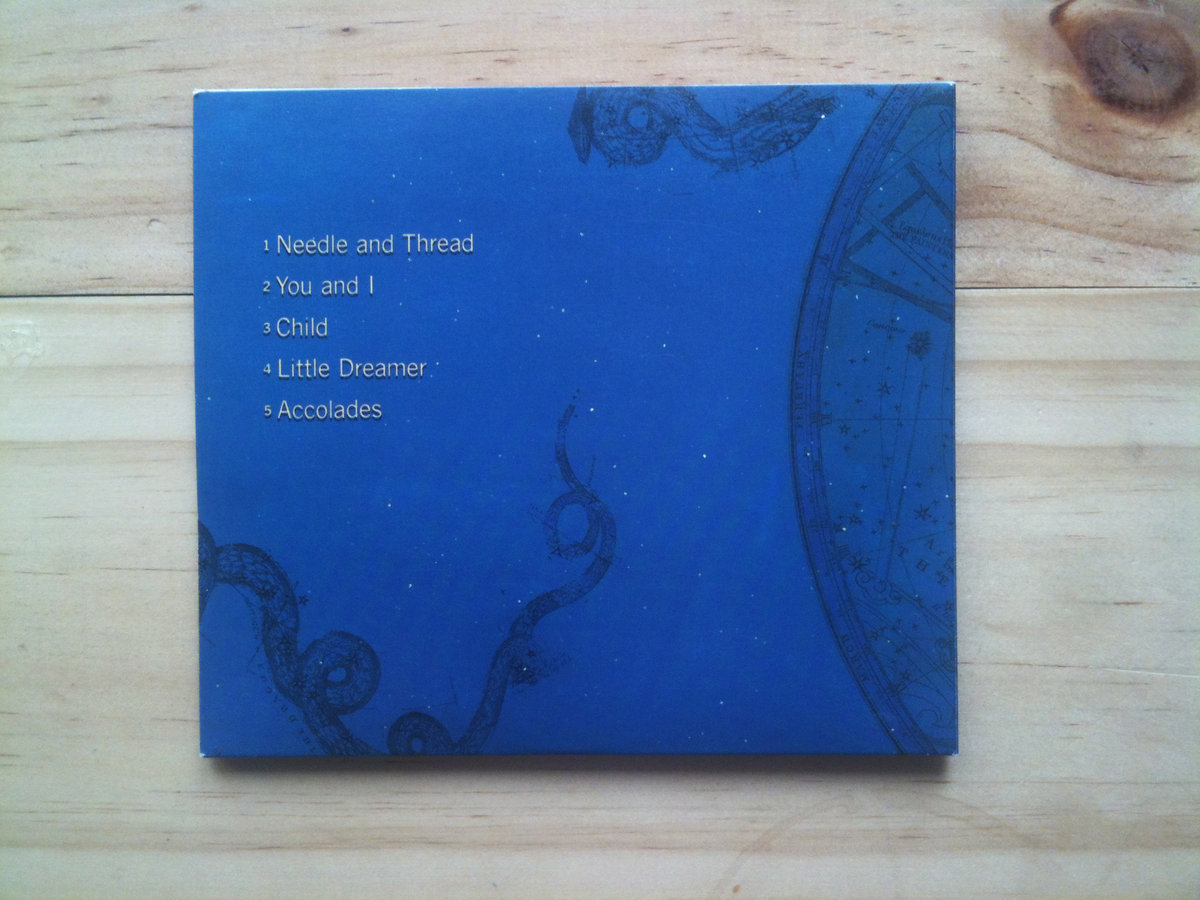 1 Needle and Thread
2 You and I
3 Child
4 Little Dreamer
5 Accolades